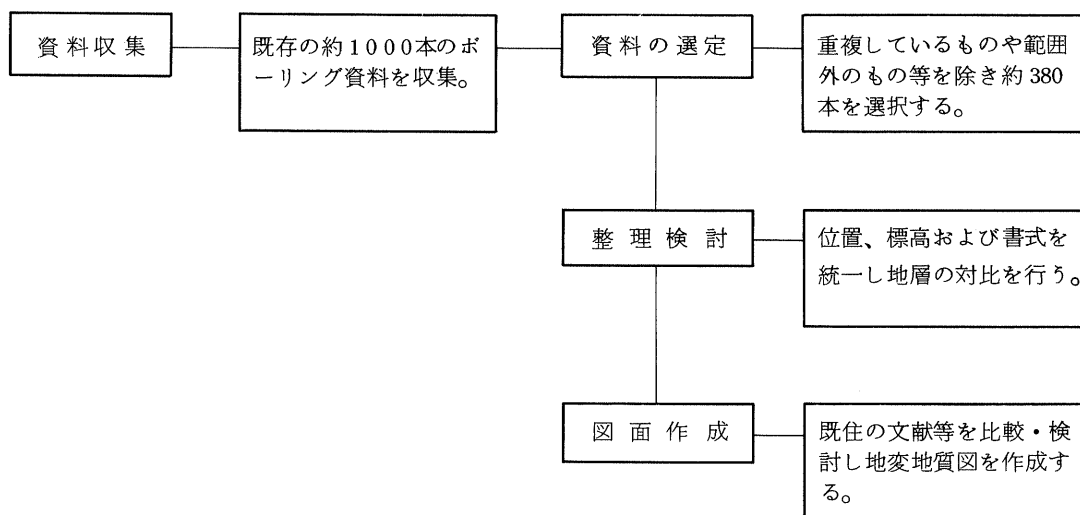 資料収集
既存の約1000本のボ
ーリング資料を収集。
資料の選定
重複しているものや範囲
外のもの等を除き約380
本を選択する。
整理検討
位置、標高および書式を
統一し地層の対比を行う。
図面作成
既住の文献等を比較・検
討し地変地質図を作成す
る。